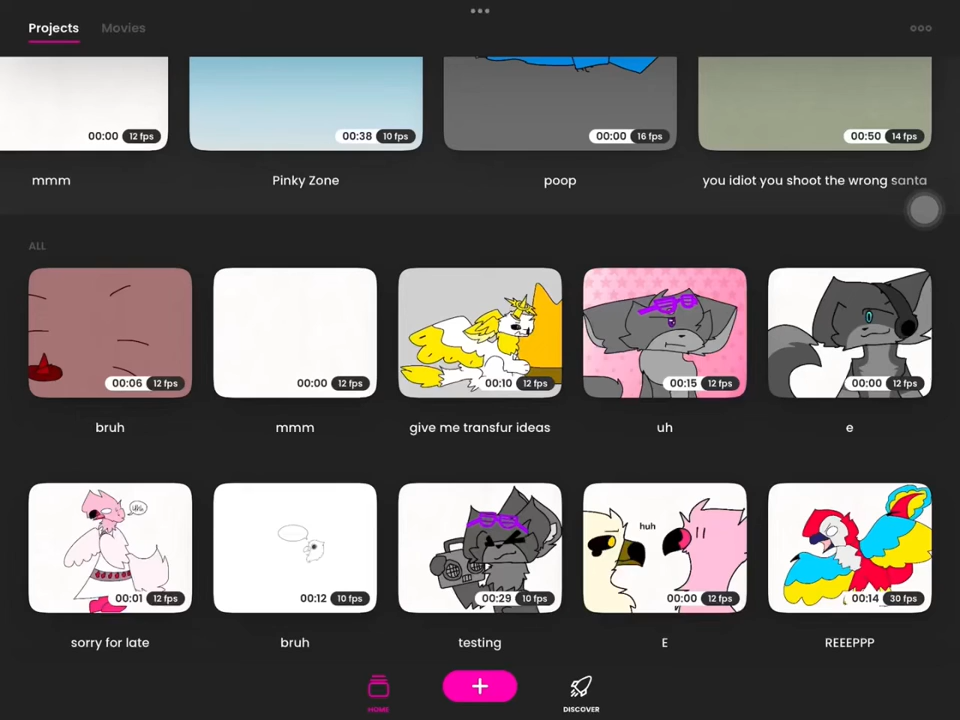 Projects Movies
00:00 12 fps
00:38 10 fps
00:00 16 fps
00:50 14 fps
mmm
Pinky Zone
poop
you idiot you shoot the wrong santa
ALL
00:06 12 fps
00:00 12 fps
00:10 12 fps
00:15 12 fps
00:00 12 fps
bruh
mmm
give me transfur ideas
uh
e
huh
00:01 12 fps
00:12 10 fps
00:29 10 fps
00:00 12 fps
00:14 30 fps
sorry for late
bruh
testing
E
REEEPPP
HOME
DISCOVER